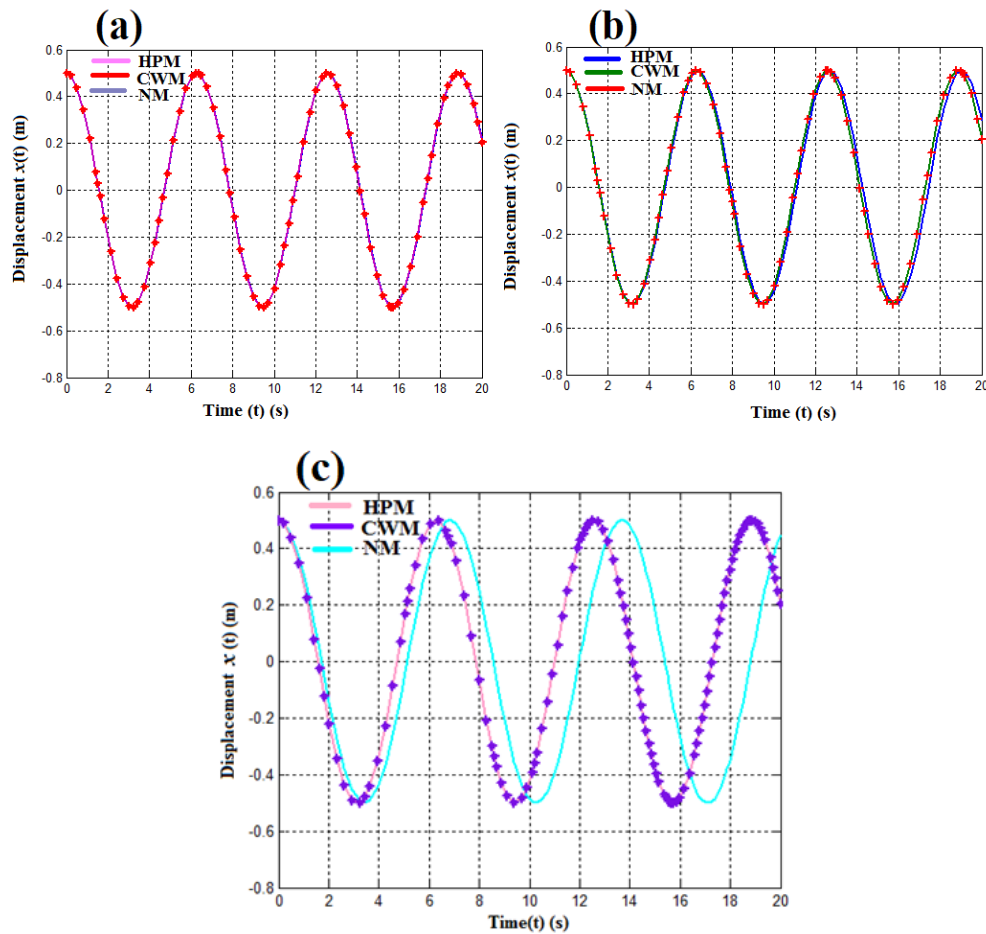 (a)
0.6
HPM
CWM
NM
0.4
0.2
0
-0.2
-0.4
-0.6
-0.8
0 2 4 6 8 10 12 14 16 18 20
Displacement x(t) (m)
Time (t) (s)
(b)
0.6
HPM
CWM
NM
0.4
0.2
0
-0.2
-0.4
-0.6
-0.8
0 2 4 6 8 10 12 14 16 18 20
Displacement x(t) (m)
Time (t) (s)
(c)
0.6
HPM
CWM
NM
0.4
0.2
0
-0.2
-0.4
-0.6
-0.8
0 2 4 6 8 10 12 14 16 18 20
Displacement x (t) (m)
Time(t) (s)